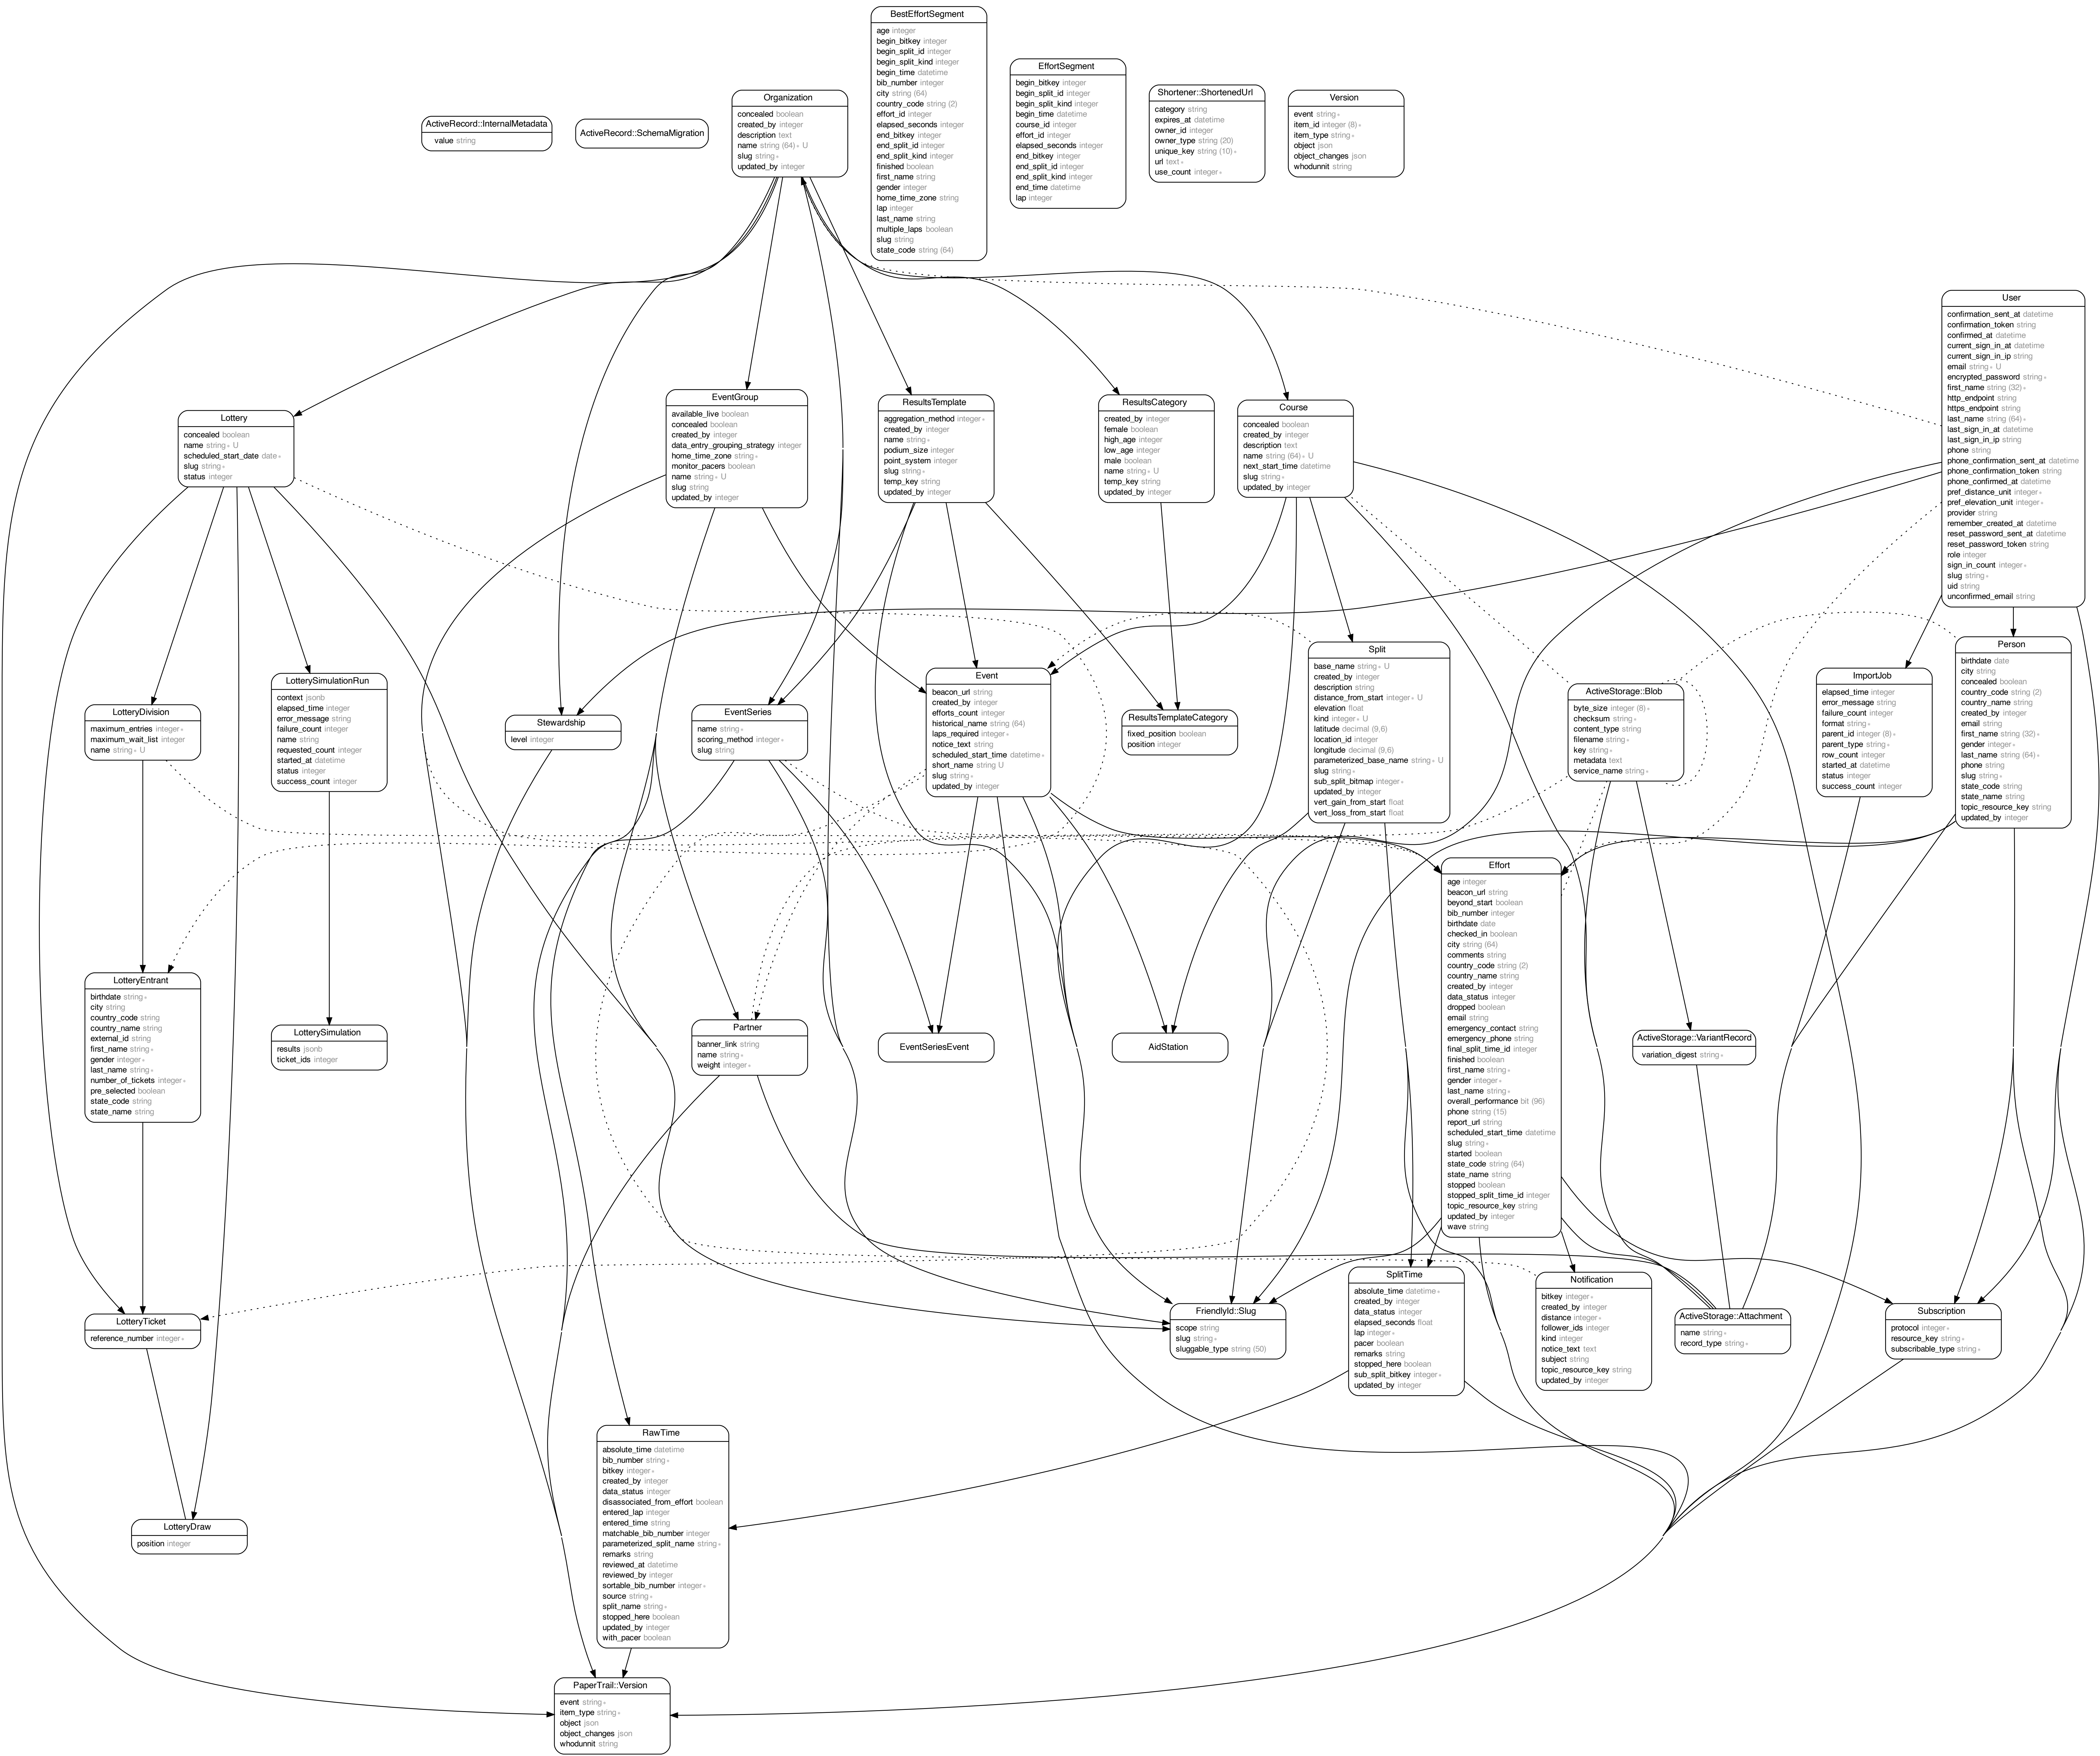 BestEffortSegment
age integer
begin_bitkey integer
begin_split_id integer
begin_split_kind integer
begin_time datetime
bib_number integer
city string (64)
country_code string (2)
effort_id integer
elapsed_seconds integer
end_bitkey integer
end_split_id integer
end_split_kind integer
finished boolean
first_name string
gender integer
home_time_zone string
lap integer
last_name string
multiple_laps boolean
slug string
state_code string (64)
EffortSegment
begin_bitkey integer
begin_split_id integer
begin_split_kind integer
begin_time datetime
course_id integer
effort_id integer
elapsed_seconds integer
end_bitkey integer
end_split_id integer
end_split_kind integer
end_time datetime
lap integer
Shortener::ShortenedUrl
category string
expires_at datetime
owner_id integer
owner_type string (20)
unique_key string (10) ∗
url text ∗
use_count integer ∗
Version
event string ∗
item_id integer (8) ∗
item_type string ∗
object json
object_changes json
whodunnit string
Organization
concealed boolean
created_by integer
description text
name string (64) ∗ U
slug string ∗
updated_by integer
ActiveRecord::InternalMetadata
value string
ActiveRecord::SchemaMigration
User
confirmation_sent_at datetime
confirmation_token string
confirmed_at datetime
current_sign_in_at datetime
current_sign_in_ip string
email string ∗ U
encrypted_password string ∗
first_name string (32) ∗
http_endpoint string
https_endpoint string
last_name string (64) ∗
last_sign_in_at datetime
last_sign_in_ip string
phone string
phone_confirmation_sent_at datetime
phone_confirmation_token string
phone_confirmed_at datetime
pref_distance_unit integer ∗
pref_elevation_unit integer ∗
provider string
remember_created_at datetime
reset_password_sent_at datetime
reset_password_token string
role integer
sign_in_count integer ∗
slug string ∗
uid string
unconfirmed_email string
Lottery
concealed boolean
name string ∗ U
scheduled_start_date date ∗
slug string ∗
status integer
EventGroup
available_live boolean
concealed boolean
created_by integer
data_entry_grouping_strategy integer
home_time_zone string ∗
monitor_pacers boolean
name string ∗ U
slug string
updated_by integer
ResultsTemplate
aggregation_method integer ∗
created_by integer
name string ∗
podium_size integer
point_system integer
slug string ∗
temp_key string
updated_by integer
ResultsCategory
created_by integer
female boolean
high_age integer
low_age integer
male boolean
name string ∗ U
temp_key string
updated_by integer
Course
concealed boolean
created_by integer
description text
name string (64) ∗ U
next_start_time datetime
slug string ∗
updated_by integer
LotteryDivision
maximum_entries integer ∗
maximum_wait_list integer
name string ∗ U
LotterySimulationRun
context jsonb
elapsed_time integer
error_message string
failure_count integer
name string
requested_count integer
started_at datetime
status integer
success_count integer
Stewardship
level integer
EventSeries
name string ∗
scoring_method integer ∗
slug string
Event
beacon_url string
created_by integer
efforts_count integer
historical_name string (64)
laps_required integer ∗
notice_text string
scheduled_start_time datetime ∗
short_name string U
slug string ∗
updated_by integer
ResultsTemplateCategory
fixed_position boolean
position integer
Split
base_name string ∗ U
created_by integer
description string
distance_from_start integer ∗ U
elevation float
kind integer ∗ U
latitude decimal (9,6)
location_id integer
longitude decimal (9,6)
parameterized_base_name string ∗ U
slug string ∗
sub_split_bitmap integer ∗
updated_by integer
vert_gain_from_start float
vert_loss_from_start float
ActiveStorage::Blob
byte_size integer (8) ∗
checksum string ∗
content_type string
filename string ∗
key string ∗
metadata text
service_name string ∗
ImportJob
elapsed_time integer
error_message string
failure_count integer
format string ∗
parent_id integer (8) ∗
parent_type string ∗
row_count integer
started_at datetime
status integer
success_count integer
Person
birthdate date
city string
concealed boolean
country_code string (2)
country_name string
created_by integer
email string
first_name string (32) ∗
gender integer ∗
last_name string (64) ∗
phone string
slug string ∗
state_code string
state_name string
topic_resource_key string
updated_by integer
Effort
age integer
beacon_url string
beyond_start boolean
bib_number integer
birthdate date
checked_in boolean
city string (64)
comments string
country_code string (2)
country_name string
created_by integer
data_status integer
dropped boolean
email string
emergency_contact string
emergency_phone string
final_split_time_id integer
finished boolean
first_name string ∗
gender integer ∗
last_name string ∗
overall_performance bit (96)
phone string (15)
report_url string
scheduled_start_time datetime
slug string ∗
started boolean
state_code string (64)
state_name string
stopped boolean
stopped_split_time_id integer
topic_resource_key string
updated_by integer
wave string
LotteryEntrant
birthdate string ∗
city string
country_code string
country_name string
external_id string
first_name string ∗
gender integer ∗
last_name string ∗
number_of_tickets integer ∗
pre_selected boolean
state_code string
state_name string
LotterySimulation
results jsonb
ticket_ids integer
Partner
banner_link string
name string ∗
weight integer ∗
EventSeriesEvent
AidStation
ActiveStorage::VariantRecord
variation_digest string ∗
LotteryTicket
reference_number integer ∗
FriendlyId::Slug
scope string
slug string ∗
sluggable_type string (50)
SplitTime
absolute_time datetime ∗
created_by integer
data_status integer
elapsed_seconds float
lap integer ∗
pacer boolean
remarks string
stopped_here boolean
sub_split_bitkey integer ∗
updated_by integer
Notification
bitkey integer ∗
created_by integer
distance integer ∗
follower_ids integer
kind integer
notice_text text
subject string
topic_resource_key string
updated_by integer
ActiveStorage::Attachment
name string ∗
record_type string ∗
Subscription
protocol integer ∗
resource_key string ∗
subscribable_type string ∗
RawTime
absolute_time datetime
bib_number string ∗
bitkey integer ∗
created_by integer
data_status integer
disassociated_from_effort boolean
entered_lap integer
entered_time string
matchable_bib_number integer
parameterized_split_name string ∗
remarks string
reviewed_at datetime
reviewed_by integer
sortable_bib_number integer ∗
source string ∗
split_name string ∗
stopped_here boolean
updated_by integer
with_pacer boolean
LotteryDraw
position integer
PaperTrail::Version
event string ∗
item_type string ∗
object json
object_changes json
whodunnit string